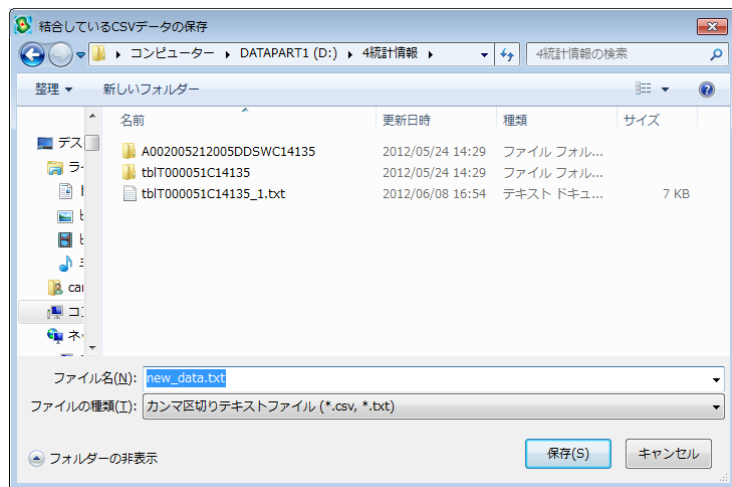 結合しているCSVデータの保存
コンピューター ▸ DATAPART1 (D:) ▸ 4統計情報 ▸
4統計情報の検索
整理 ▼ 新しいフォルダー
名前 更新日時 種類 サイズ
デス
A002005212005DDSWC14135 2012/05/24 14:29 ファイル フォル...
tblT000051C14135 2012/05/24 14:29 ファイル フォル...
tblT000051C14135_1.txt 2012/06/08 16:54 テキスト ドキュ... 7 KB
ラ
コン
ネ
ファイル名(N): new_data.txt
ファイルの種類(T): カンマ区切りテキストファイル (*.csv, *.txt)
フォルダーの非表示
保存(S) キャンセル